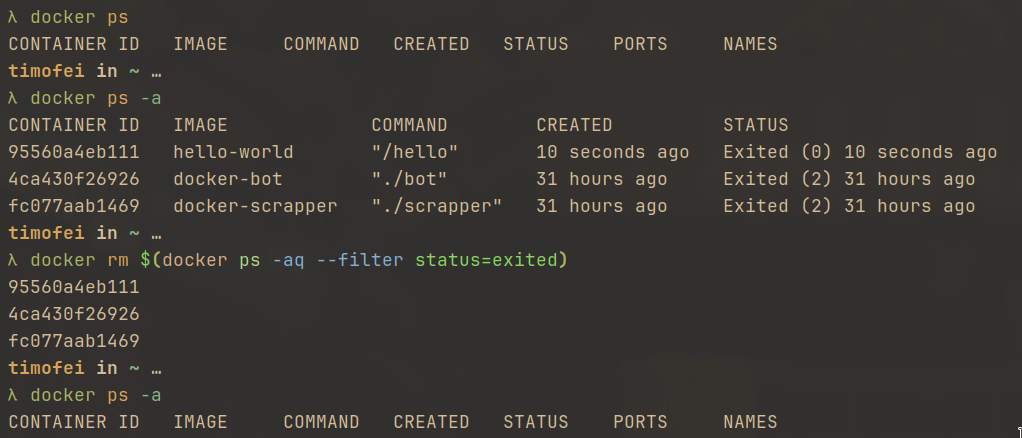 λ docker ps
CONTAINER ID   IMAGE     COMMAND   CREATED   STATUS    PORTS     NAMES
timofei in ~ …
λ docker ps -a
CONTAINER ID   IMAGE             COMMAND        CREATED          STATUS
95560a4eb111   hello-world       "/hello"       10 seconds ago   Exited (0) 10 seconds ago
4ca430f26926   docker-bot        "./bot"        31 hours ago     Exited (2) 31 hours ago
fc077aab1469   docker-scrapper   "./scrapper"   31 hours ago     Exited (2) 31 hours ago
timofei in ~ …
λ docker rm $(docker ps -aq --filter status=exited)
95560a4eb111
4ca430f26926
fc077aab1469
timofei in ~ …
λ docker ps -a
CONTAINER ID   IMAGE     COMMAND   CREATED   STATUS    PORTS     NAMES